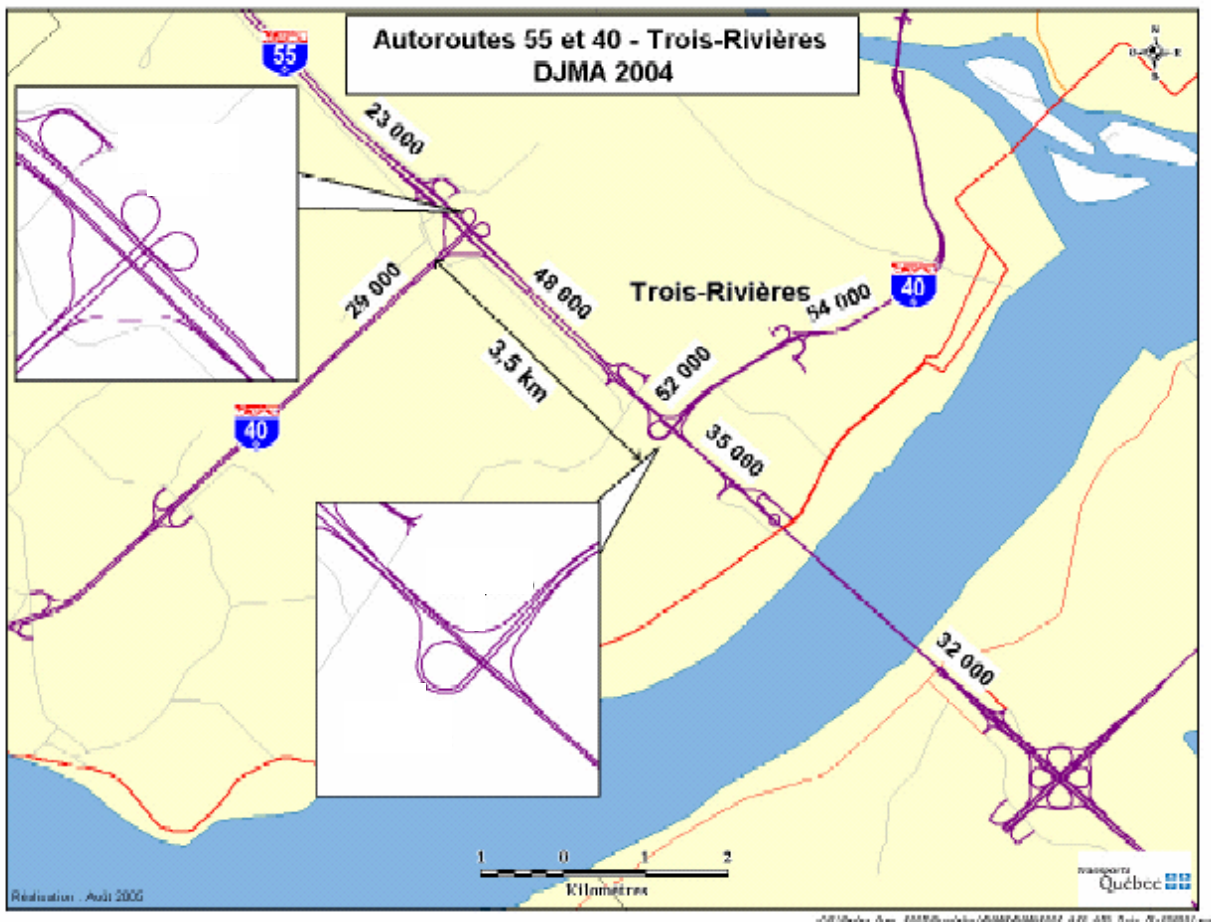 Autoroutes 55 et 40 - Trois-Rivières
DJMA 2004
55
N
S
23 000
29 000
48 000
Trois-Rivières
54 000
40
3,5 km
52 000
40
35 000
32 000
1 0 1 2
Kilomètres
Transports
Québec
Réalisation : Août 2005